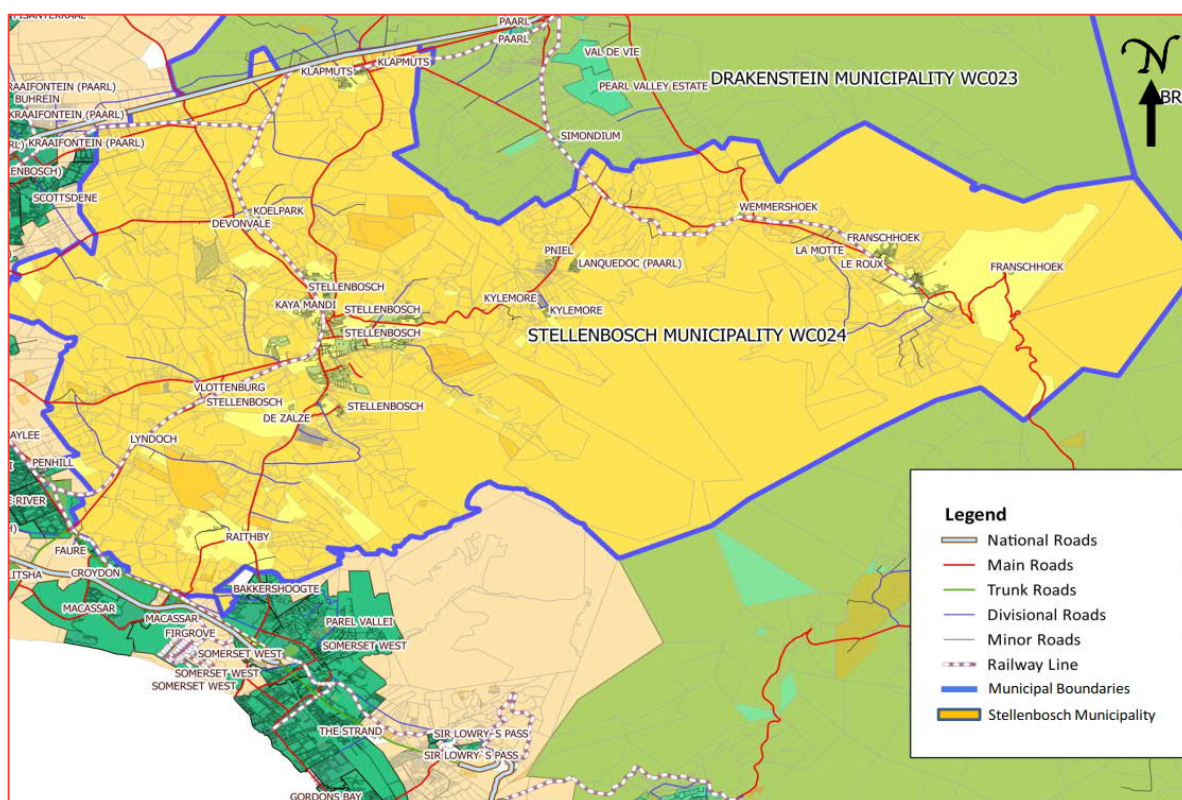 PAARL
PAARL
KLAPMUTS
KLAPMUTS
VAL DE VIE
DRAKENSTEIN MUNICIPALITY WC023
N
PEARL VALLEY ESTATE
KRAAIFONTEIN (PAARL)
BUHREIN
KRAAIFONTEIN (PAARL)
KRAAIFONTEIN (PAARL)
SIMONDIUM
SCOTTSDENE
KOELPARK
DEVONVALE
WEMMERSHOEK
FRANSCHHOEK
LA MOTTE
LE ROUX
FRANSCHHOEK
PNIEL
LANQUEDOC (PAARL)
STELLENBOSCH
KAYA MANDI
STELLENBOSCH
KYLEMORE
KYLEMORE
STELLENBOSCH
STELLENBOSCH MUNICIPALITY WC024
VLOTTENBURG
STELLENBOSCH
STELLENBOSCH
DE ZALZE
LYNDOCH
PENHILL
RAITHBY
FAURE
CROYDON
MACASSAR
BAKKERSHOOGTE
MACASSAR
FIRGROVE
PAREL VALLEI
SOMERSET WEST
SOMERSET WEST
SOMERSET WEST
SOMERSET WEST
THE STRAND
SIR LOWRY`S PASS
SIR LOWRY`S PASS
GORDONS BAY
Legend
National Roads
Main Roads
Trunk Roads
Divisional Roads
Minor Roads
Railway Line
Municipal Boundaries
Stellenbosch Municipality